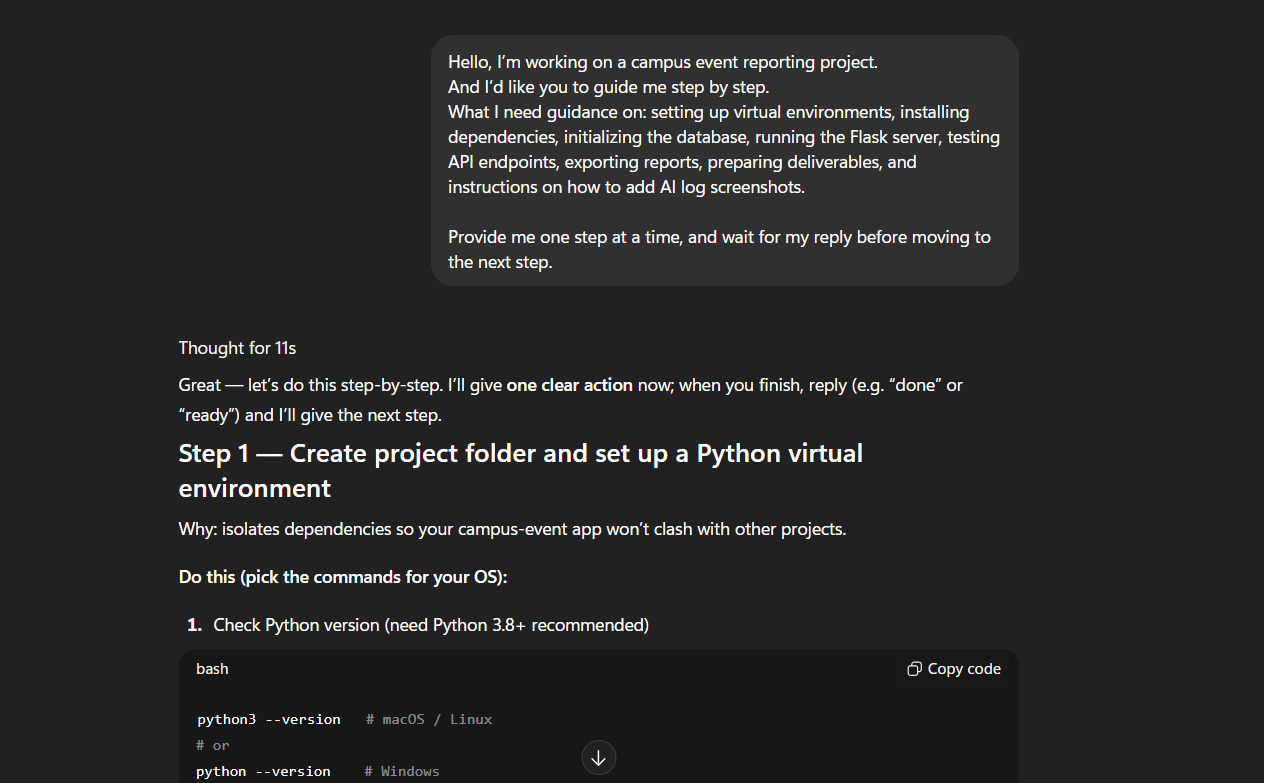 Hello, I’m working on a campus event reporting project.
And I’d like you to guide me step by step.
What I need guidance on: setting up virtual environments, installing
dependencies, initializing the database, running the Flask server, testing
API endpoints, exporting reports, preparing deliverables, and
instructions on how to add AI log screenshots.
Provide me one step at a time, and wait for my reply before moving to
the next step.
Thought for 11s
Great — let’s do this step-by-step. I’ll give one clear action now; when you finish, reply (e.g. “done” or
“ready”) and I’ll give the next step.
Step 1 — Create project folder and set up a Python virtual
environment
Why: isolates dependencies so your campus-event app won’t clash with other projects.
Do this (pick the commands for your OS):
1. Check Python version (need Python 3.8+ recommended)
bash Copy code
python3 --version # macOS / Linux
# or
python --version # Windows